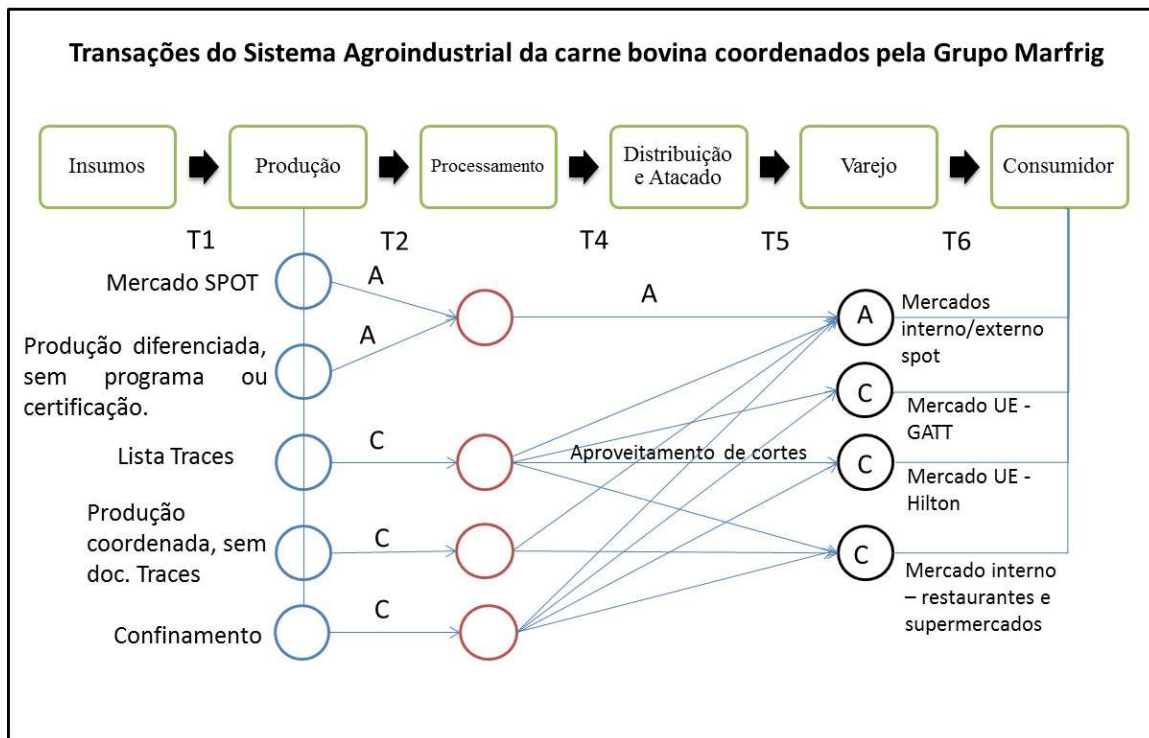 Transações do Sistema Agroindustrial da carne bovina coordenados pela Grupo Marfrig
Insumos
Produção
Processamento
Distribuição
e Atacado
Varejo
Consumidor
T1
T2
T4
T5
T6
Mercado SPOT
A
A
A
A
Mercados
interno/externo
spot
Produção diferenciada,
sem programa ou
certificação.
C
Mercado UE -
GATT
Lista Traces
C
Aproveitamento de cortes
C
Mercado UE -
Hilton
Produção
coordenada, sem
doc. Traces
C
C
Mercado interno
– restaurantes e
supermercados
Confinamento
C